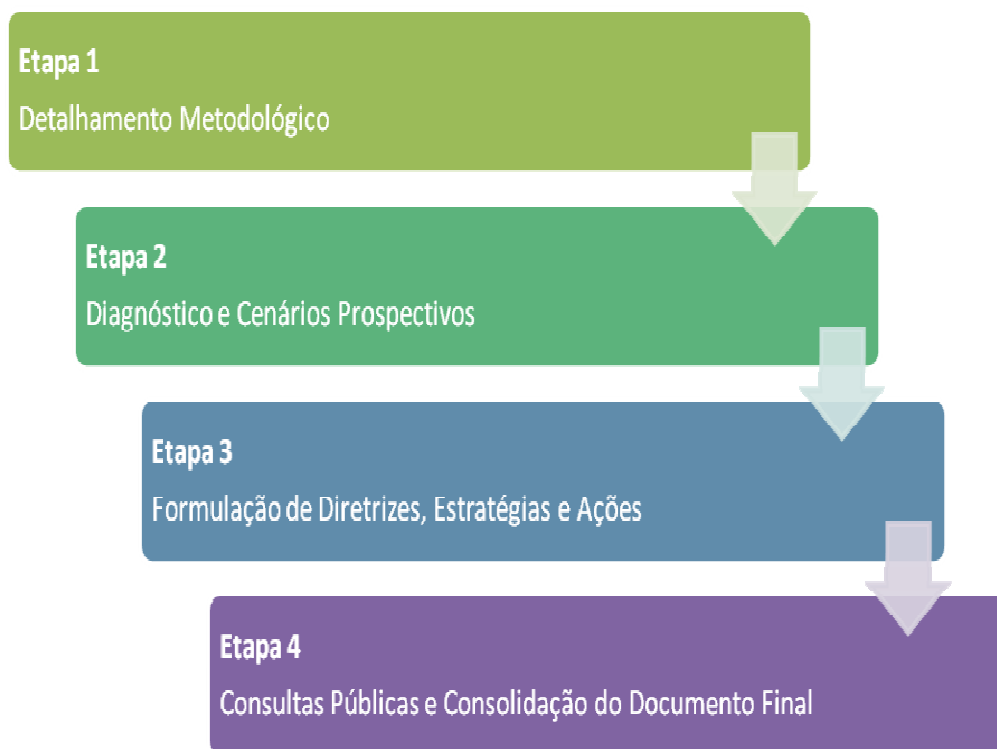 Etapa 1
Detalhamento Metodológico
Etapa 2
Diagnóstico e Cenários Prospectivos
Etapa 3
Formulação de Diretrizes, Estratégias e Ações
Etapa 4
Consultas Públicas e Consolidação do Documento Final